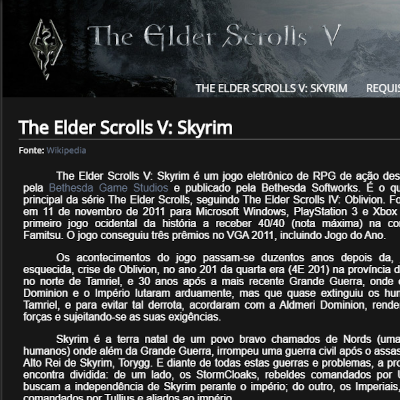 The Elder Scrolls V
THE ELDER SCROLLS V: SKYRIM REQUIS
The Elder Scrolls V: Skyrim
Fonte: Wikipedia
The Elder Scrolls V: Skyrim é um jogo eletrônico de RPG de ação des
pela Bethesda Game Studios e publicado pela Bethesda Softworks. É o qu
principal da série The Elder Scrolls, seguindo The Elder Scrolls IV: Oblivion. Fo
em 11 de novembro de 2011 para Microsoft Windows, PlayStation 3 e Xbox
primeiro jogo ocidental da história a receber 40/40 (nota máxima) na co
Famitsu. O jogo conseguiu três prêmios no VGA 2011, incluindo Jogo do Ano.
Os acontecimentos do jogo passam-se duzentos anos depois da,
esquecida, crise de Oblivion, no ano 201 da quarta era (4E 201) na província d
no norte de Tamriel, e 30 anos após a mais recente Grande Guerra, onde
Dominion e o Império lutaram arduamente, mas que quase extinguiu os hum
Tamriel, e para evitar tal derrota, acordaram com a Aldmeri Dominion, rende
forças e sujeitando-se as suas exigências.
Skyrim é a terra natal de um povo bravo chamados de Nords (uma
humanos) onde além da Grande Guerra, irrompeu uma guerra civil após o assas
Alto Rei de Skyrim, Torygg. E diante de todas estas guerras e problemas, a pro
encontra dividida: de um lado, os StormCloaks, rebeldes comandados por U
buscam a independência de Skyrim perante o império; do outro, os Imperiais,
comandados por Tullius e aliados ao império